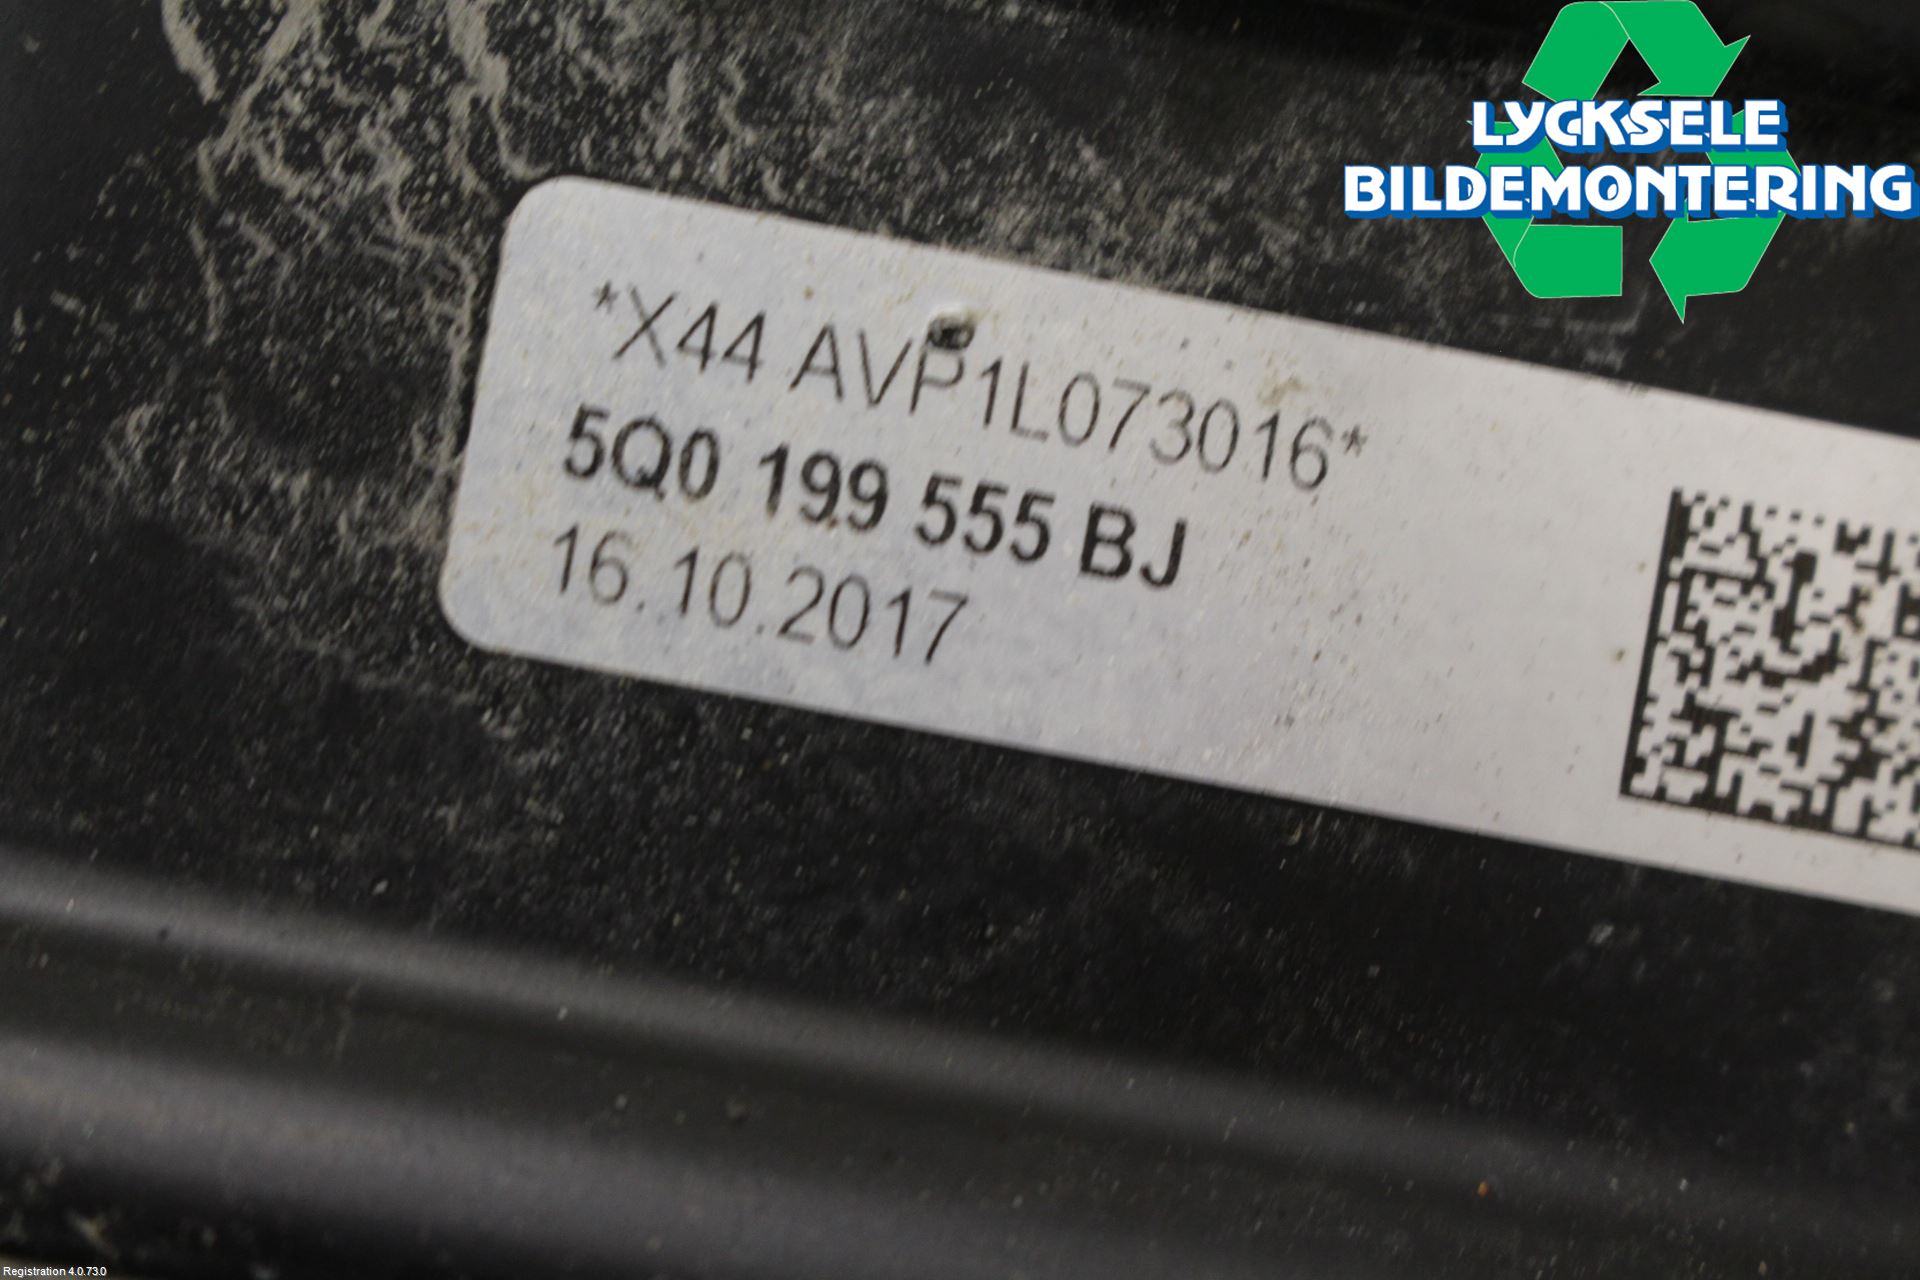 LYCKSELE
BILDEMONTERING
*X44 AVP1L073016*
5Q0 199 555 BJ
16.10.2017
Registration 4.0.73.0